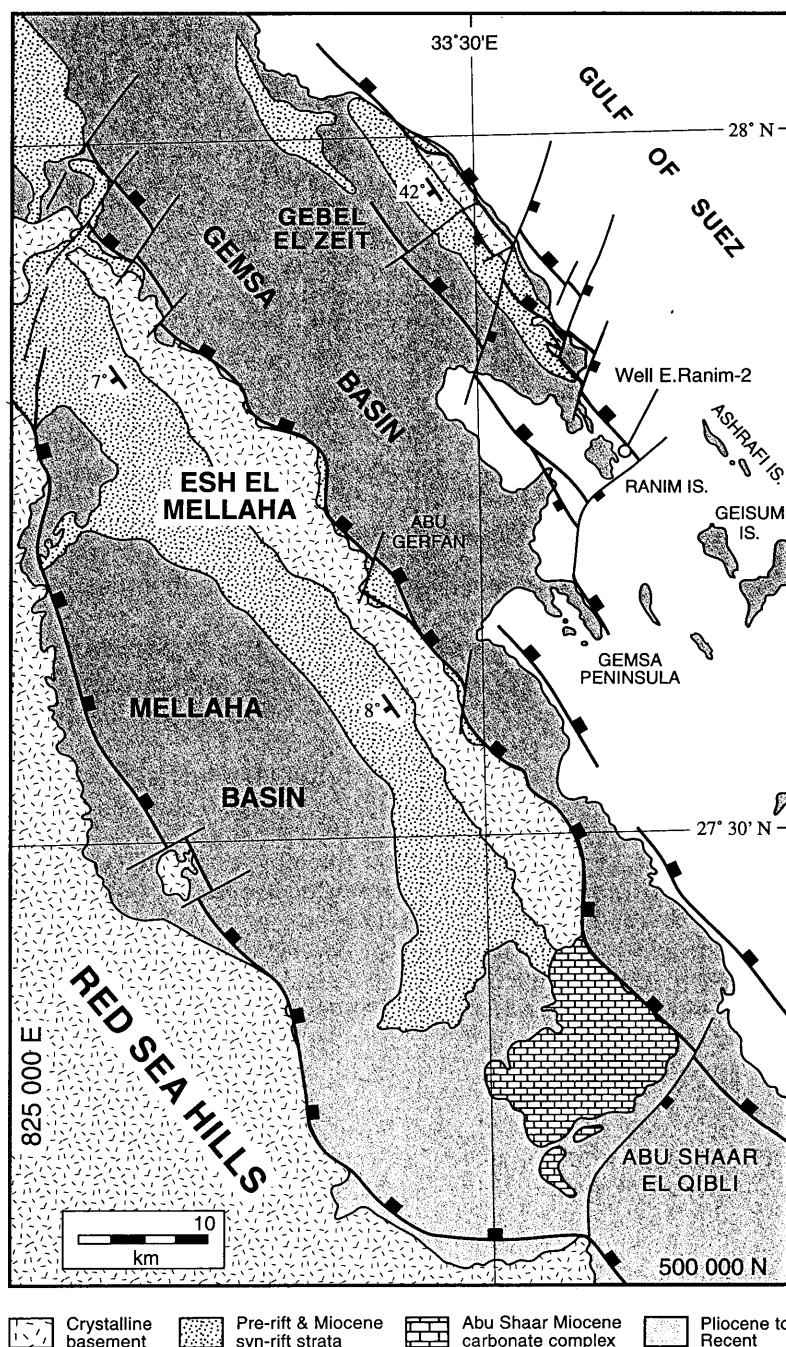 33°30'E
GULF OF SUEZ
28° N
42°
GEBEL
EL ZEIT
GEMSA
BASIN
Well E.Ranim-2
7°
ASHRAFI IS.
ESH EL
MELLAHA
RANIM IS.
GEISUM
IS.
ABU
GERFAN
GEMSA
PENINSULA
MELLAHA
8°
BASIN
27°30' N
RED SEA HILLS
825 000 E
ABU SHAAR
EL QIBLI
10
km
500 000 N
Crystalline
basement
Pre-rift & Miocene
syn-rift strata
Abu Shaar Miocene
carbonate complex
Pliocene to
Recent